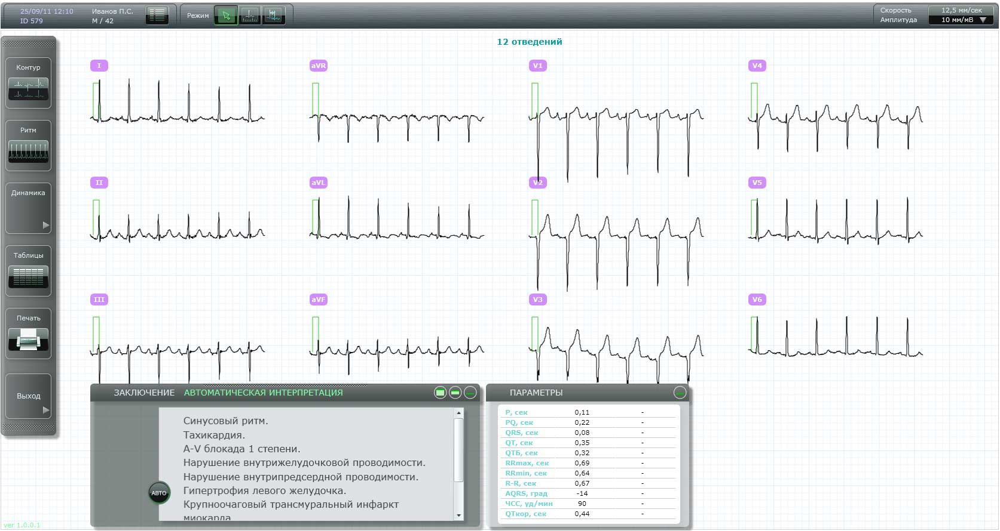 25/09/11 12:10 Иванов П.С. Режим Скорость 12,5 мм/сек
ID 579 М / 42 Амплитуда 10 мм/мВ
12 отведений
I aVR V1 V4
Контур
Ритм
II aVL V2 V5
Динамика
Таблицы
III aVF V3 V6
Печать
Выход
ЗАКЛЮЧЕНИЕ АВТОМАТИЧЕСКАЯ ИНТЕРПРЕТАЦИЯ
Синусовый ритм.
Тахикардия.
A-V блокада 1 степени.
Нарушение внутрижелудочковой проводимости.
Нарушение внутрипредсердной проводимости.
Гипертрофия левого желудочка.
Крупноочаговый трансмуральный инфаркт
миокарда
АВТО
ПАРАМЕТРЫ
P, сек 0,11 -
PQ, сек 0,22 -
QRS, сек 0,08 -
QT, сек 0,35 -
QTБ, сек 0,32 -
RRmax, сек 0,69 -
RRmin, сек 0,64 -
R-R, сек 0,67 -
AQRS, град -14 -
ЧСС, уд/мин 90 -
QTкор, сек 0,44 -
ver 1.0.0.1